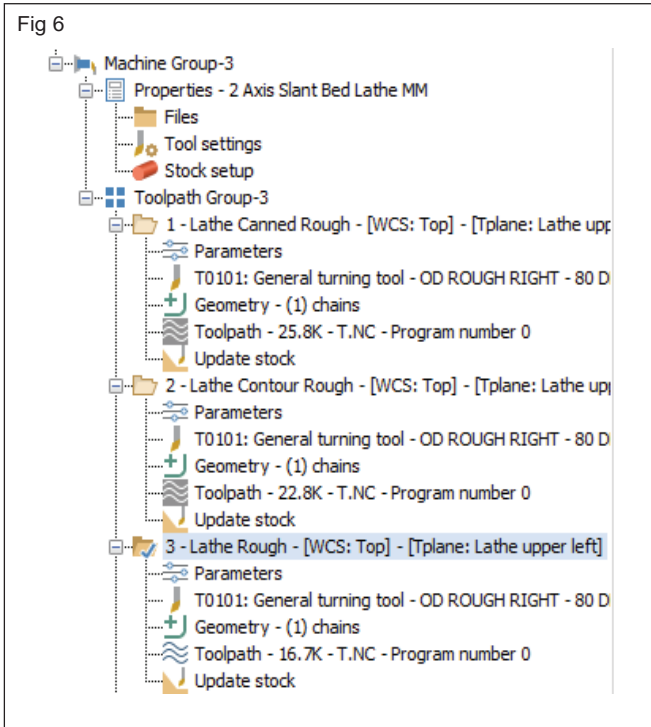 Fig 6
Machine Group-3
Properties - 2 Axis Slant Bed Lathe MM
Files
Tool settings
Stock setup
Toolpath Group-3
1 - Lathe Canned Rough - [WCS: Top] - [Tplane: Lathe upp
Parameters
T0101: General turning tool - OD ROUGH RIGHT - 80 D
Geometry - (1) chains
Toolpath - 25.8K - T.NC - Program number 0
Update stock
2 - Lathe Contour Rough - [WCS: Top] - [Tplane: Lathe upp
Parameters
T0101: General turning tool - OD ROUGH RIGHT - 80 D
Geometry - (1) chains
Toolpath - 22.8K - T.NC - Program number 0
Update stock
3 - Lathe Rough - [WCS: Top] - [Tplane: Lathe upper left]
Parameters
T0101: General turning tool - OD ROUGH RIGHT - 80 D
Geometry - (1) chains
Toolpath - 16.7K - T.NC - Program number 0
Update stock